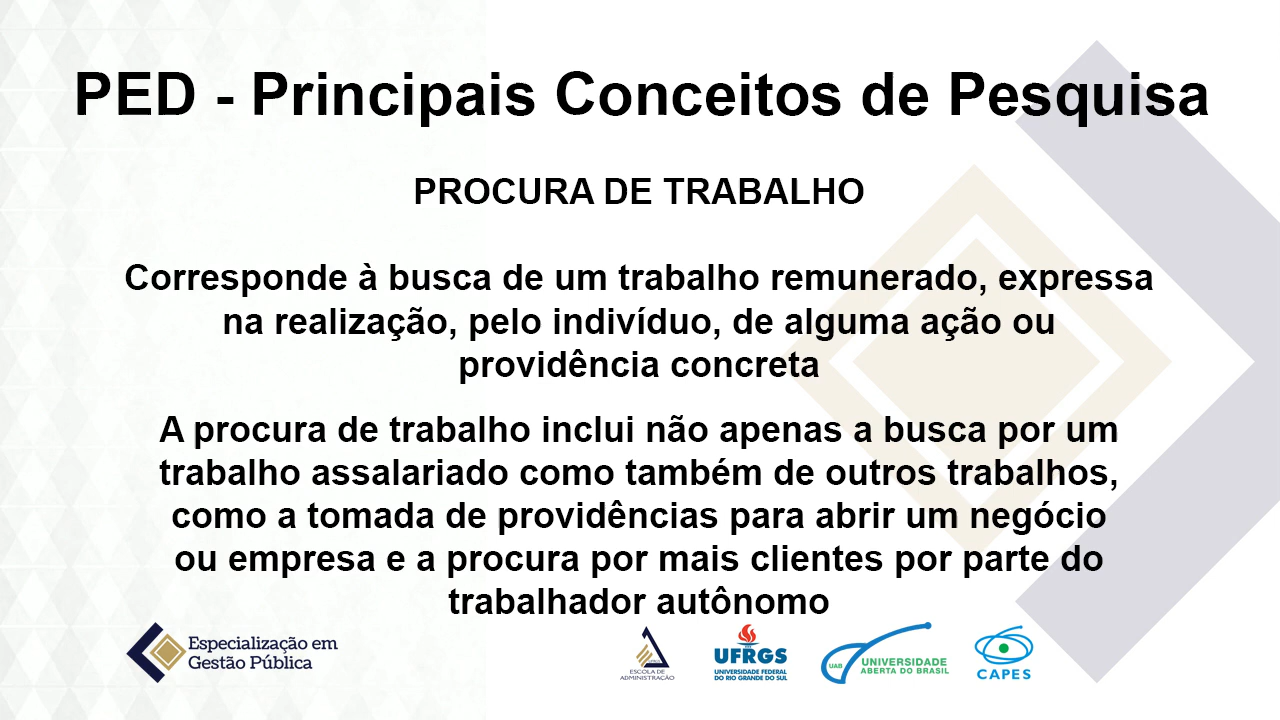 PED - Principais Conceitos de Pesquisa
PROCURA DE TRABALHO
Corresponde à busca de um trabalho remunerado, expressa
na realização, pelo indivíduo, de alguma ação ou
providência concreta
A procura de trabalho inclui não apenas a busca por um
trabalho assalariado como também de outros trabalhos,
como a tomada de providências para abrir um negócio
ou empresa e a procura por mais clientes por parte do
trabalhador autônomo
Especialização em
Gestão Pública
ESCOLA DE
ADMINISTRAÇÃO
UFRGS
UNIVERSIDADE FEDERAL
DO RIO GRANDE DO SUL
UAB
UNIVERSIDADE
ABERTA DO BRASIL
CAPES